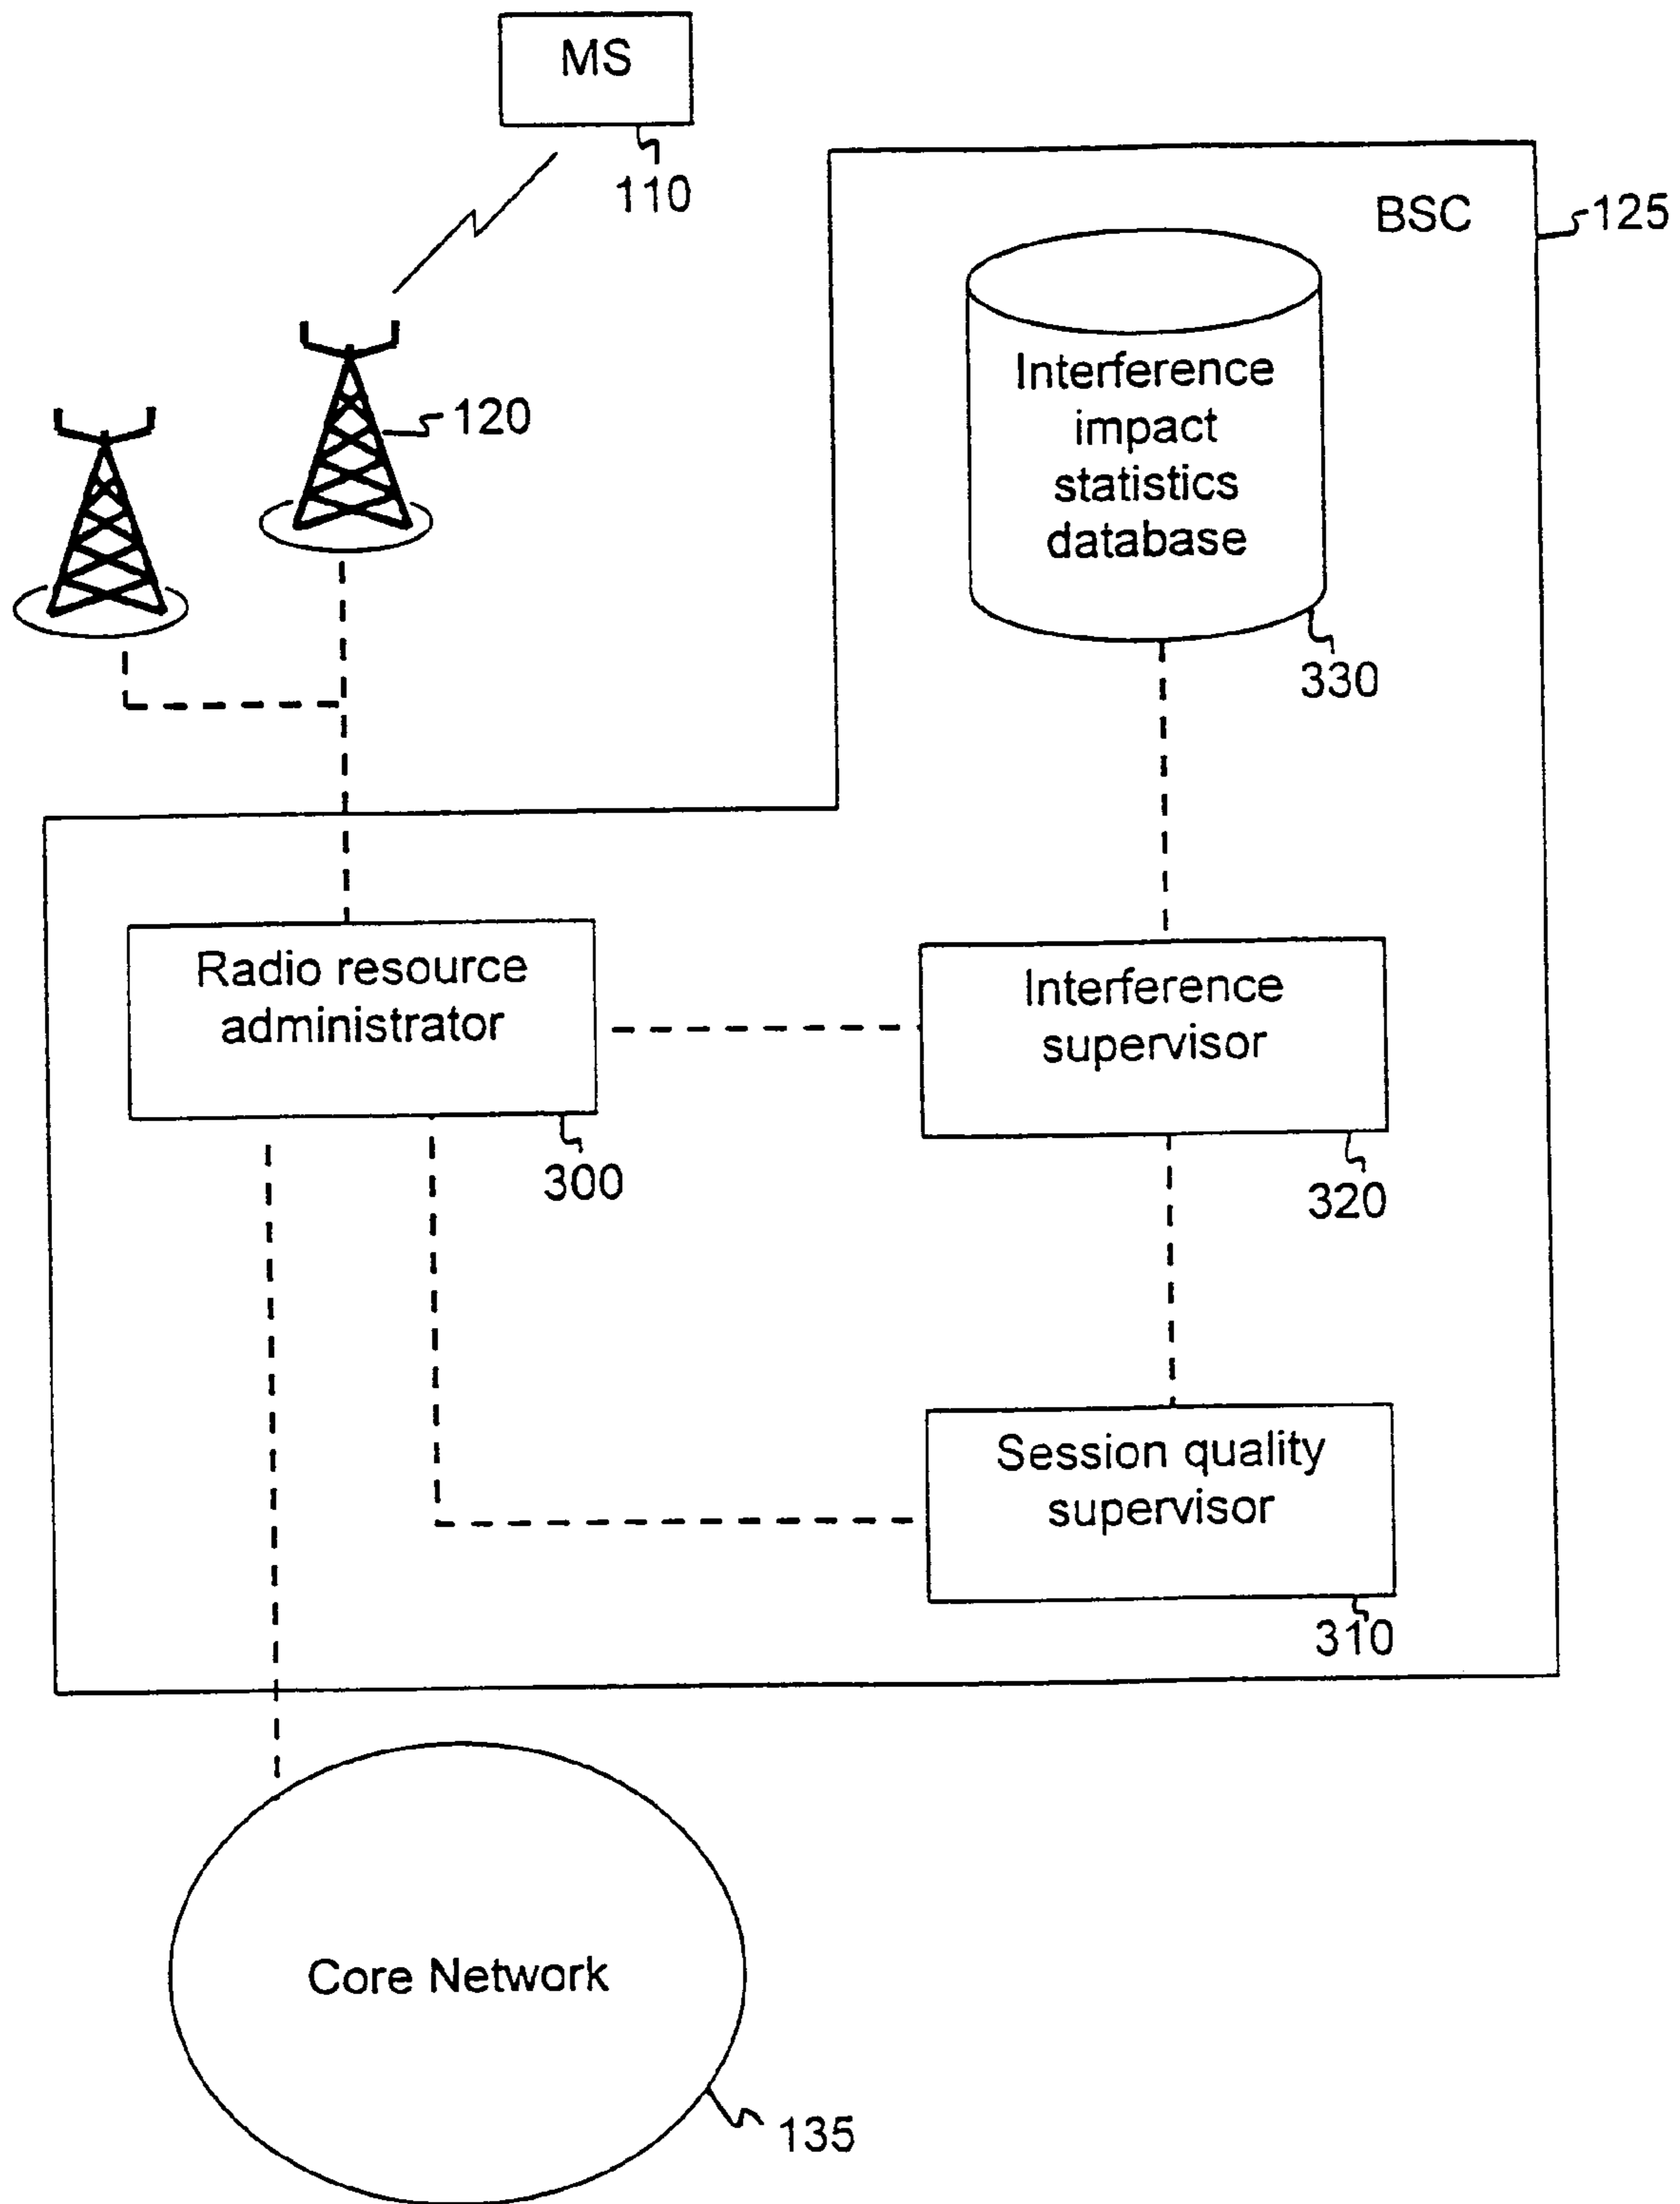 MS
110
BSC
125
120
Interference
impact
statistics
database
330
Radio resource
administrator
300
Interference
supervisor
320
Session quality
supervisor
310
Core Network
135